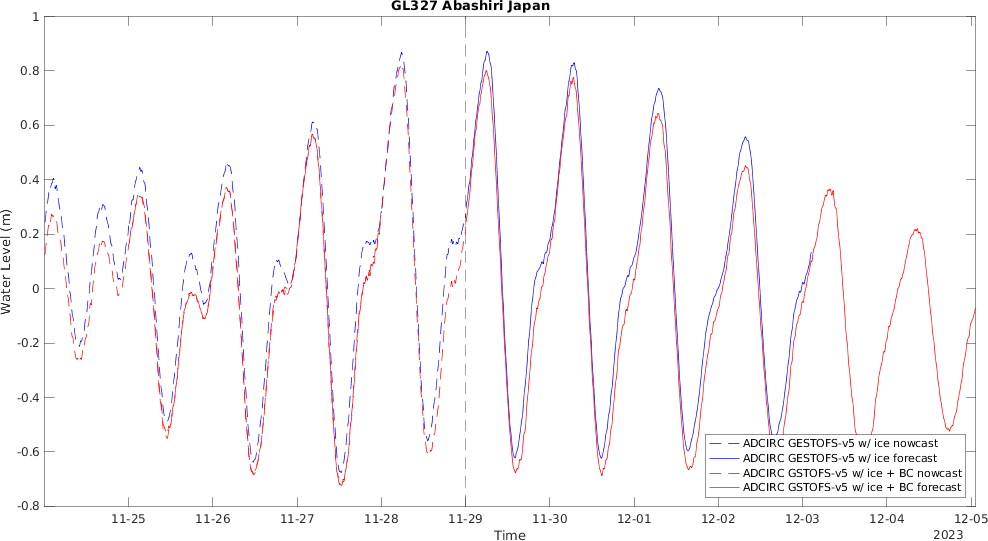 GL327 Abashiri Japan
1
0.8
0.6
0.4
0.2
0
-0.2
-0.4
-0.6
-0.8
Water Level (m)
ADCIRC GESTOFS-v5 w/ ice nowcast
ADCIRC GESTOFS-v5 w/ ice forecast
ADCIRC GSTOFS-v5 w/ ice + BC nowcast
ADCIRC GSTOFS-v5 w/ ice + BC forecast
11-25 11-26 11-27 11-28 11-29 11-30 12-01 12-02 12-03 12-04 12-05
Time
2023